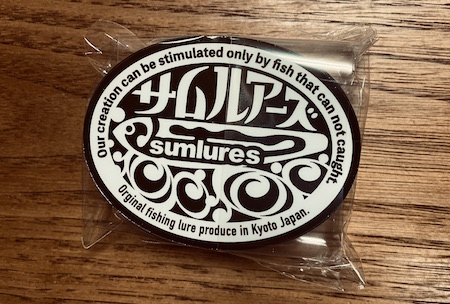 Our creation can be stimulated only by fish that can not caught.
サムルアーズ
sumlures
Orginal fishing lure produce in Kyoto Japan.